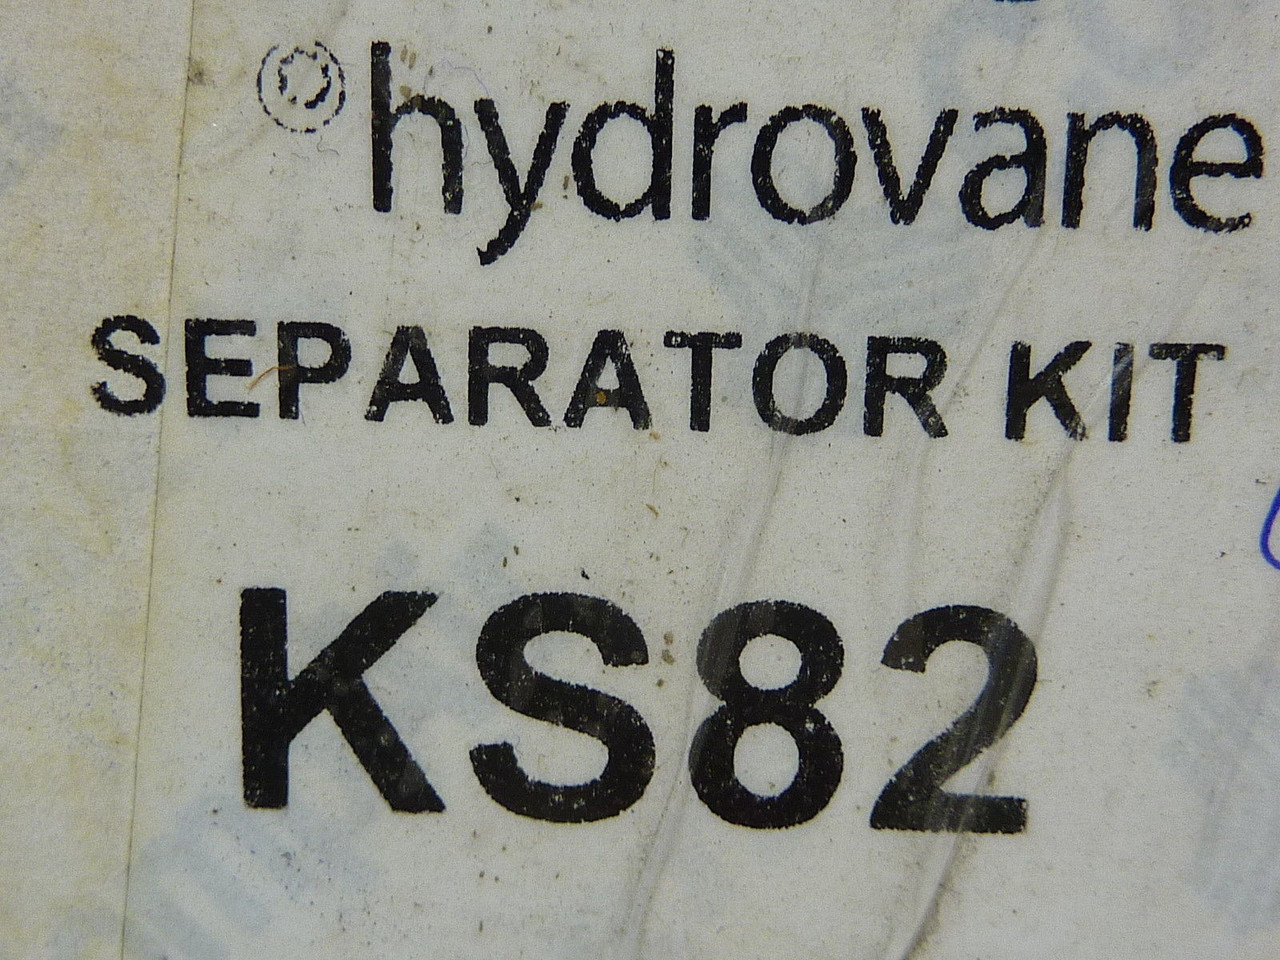 hydrovane
SEPARATOR KIT
KS82